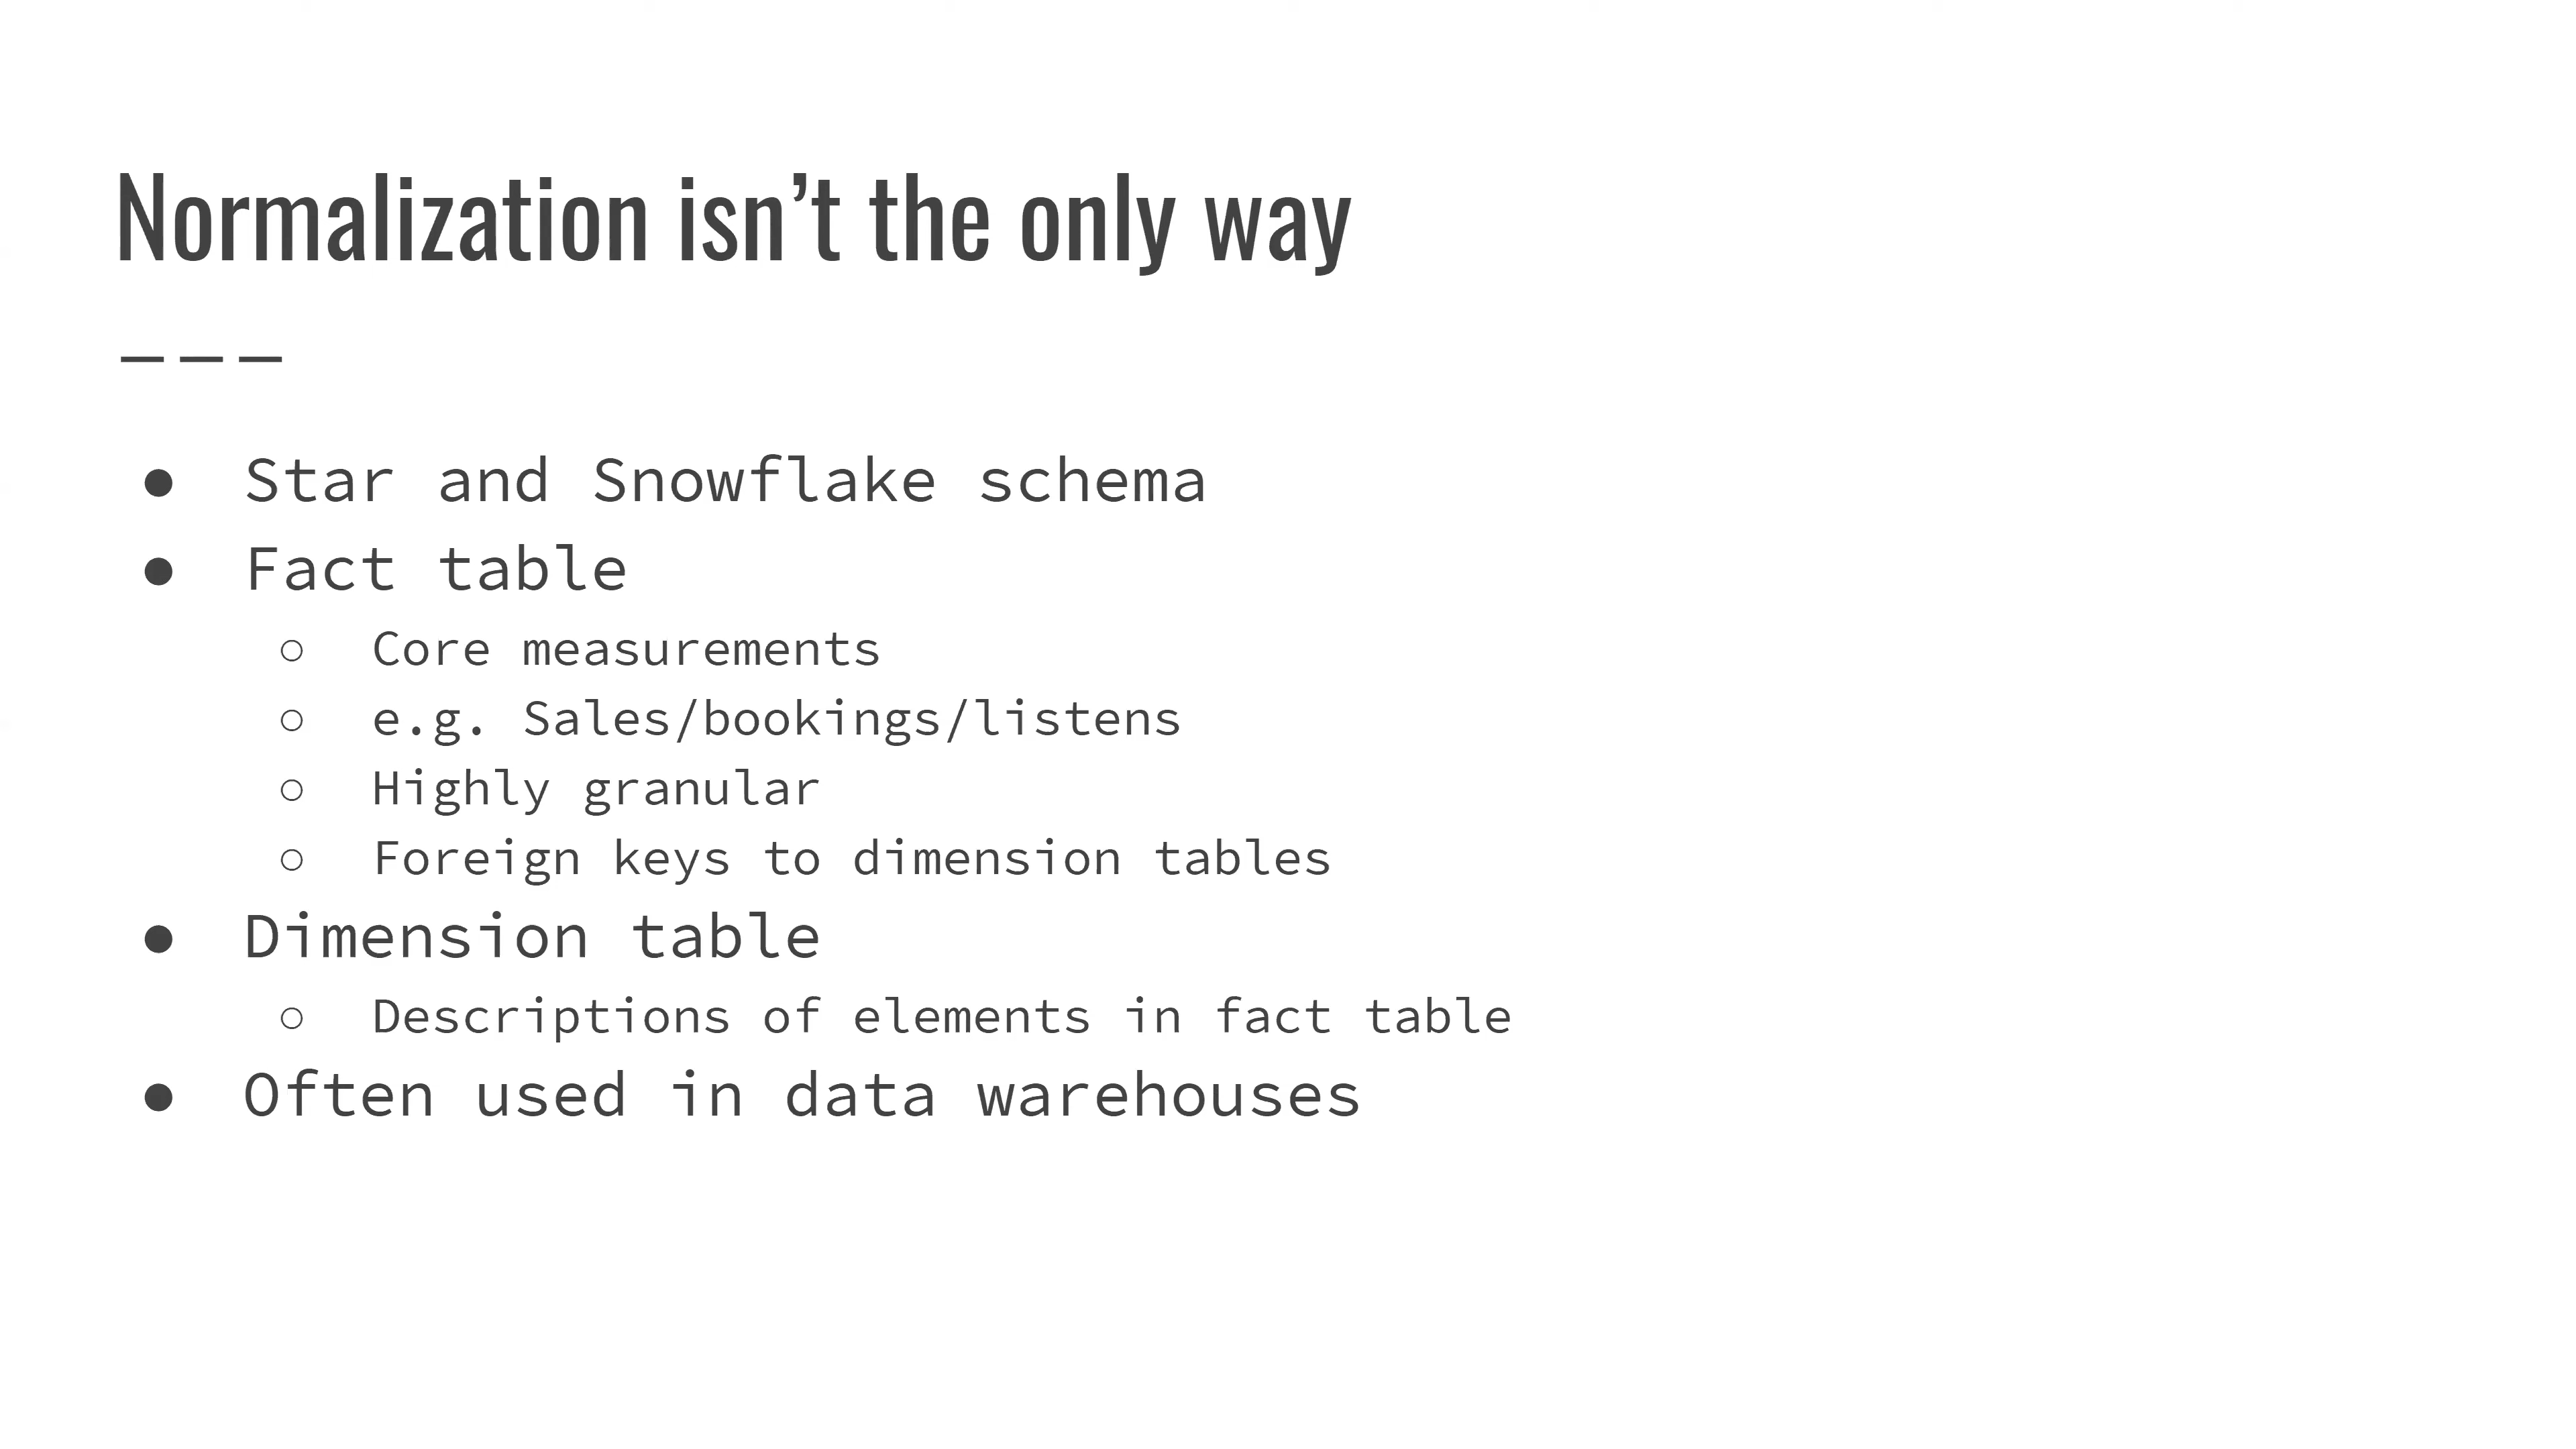 Normalization isn’t the only way
● Star and Snowflake schema
● Fact table
○ Core measurements
○ e.g. Sales/bookings/listens
○ Highly granular
○ Foreign keys to dimension tables
● Dimension table
○ Descriptions of elements in fact table
● Often used in data warehouses